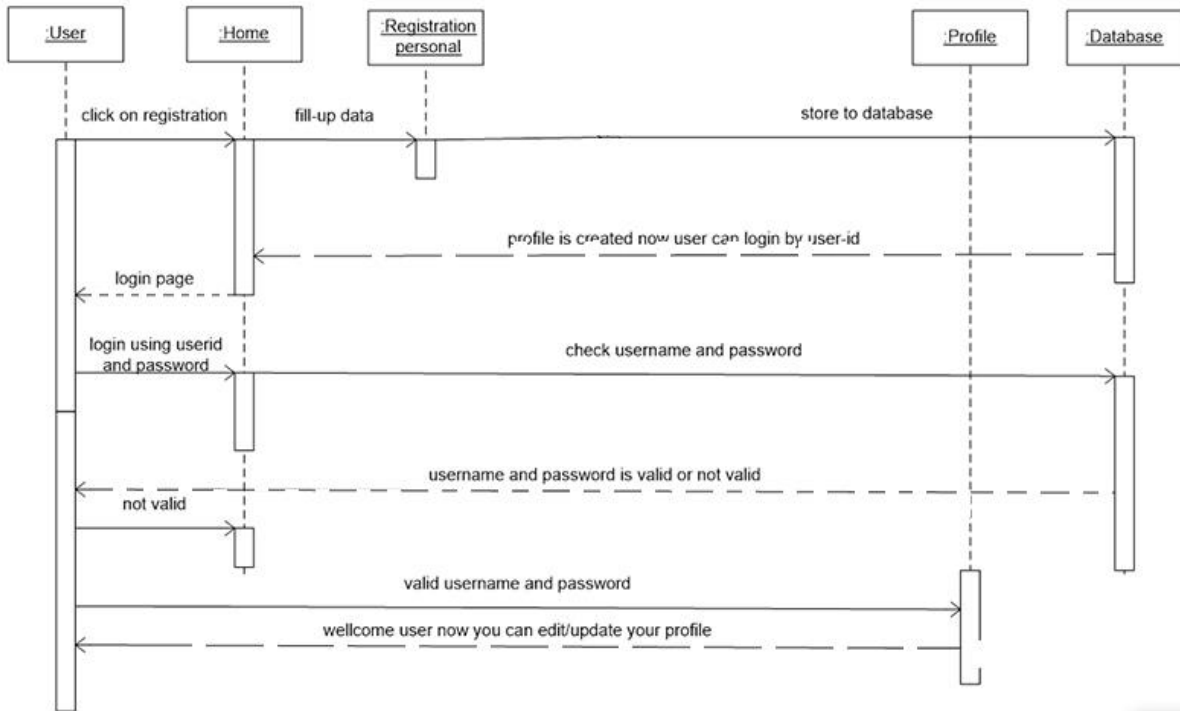 :User
:Home
:Registration
personal
:Profile
:Database
click on registration
fill-up data
store to database
profile is created now user can login by user-id
login page
login using userid
and password
check username and password
username and password is valid or not valid
not valid
valid username and password
wellcome user now you can edit/update your profile